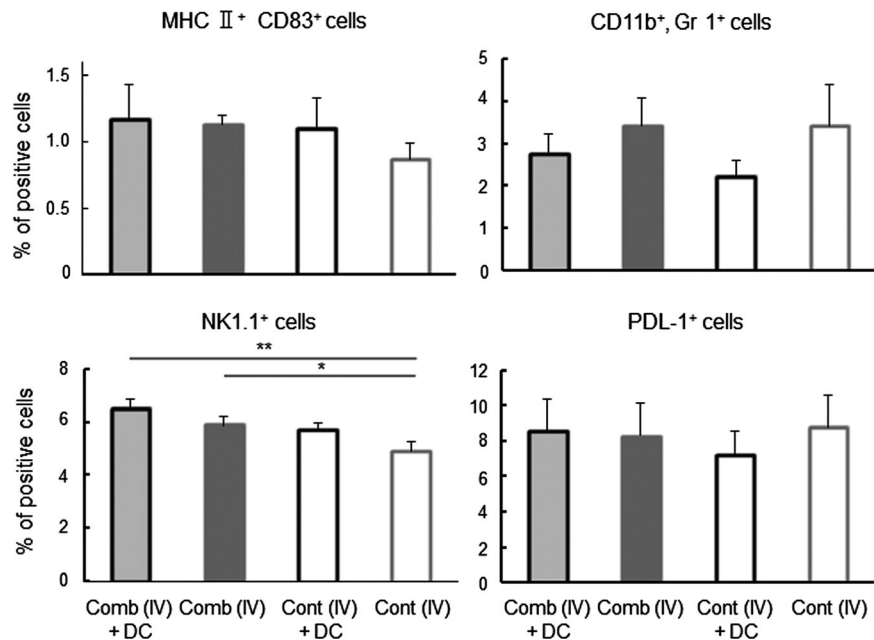 MHC Ⅱ⁺ CD83⁺ cells
% of positive cells
1.5
1.0
0.5
0
CD11b⁺, Gr 1⁺ cells
5
4
3
2
1
0
NK1.1⁺ cells
**
*
% of positive cells
8
6
4
2
0
Comb (IV)
+ DC
Comb (IV)
Cont (IV)
+ DC
Cont (IV)
PDL-1⁺ cells
12
10
8
6
4
2
0
Comb (IV)
+ DC
Comb (IV)
Cont (IV)
+ DC
Cont (IV)